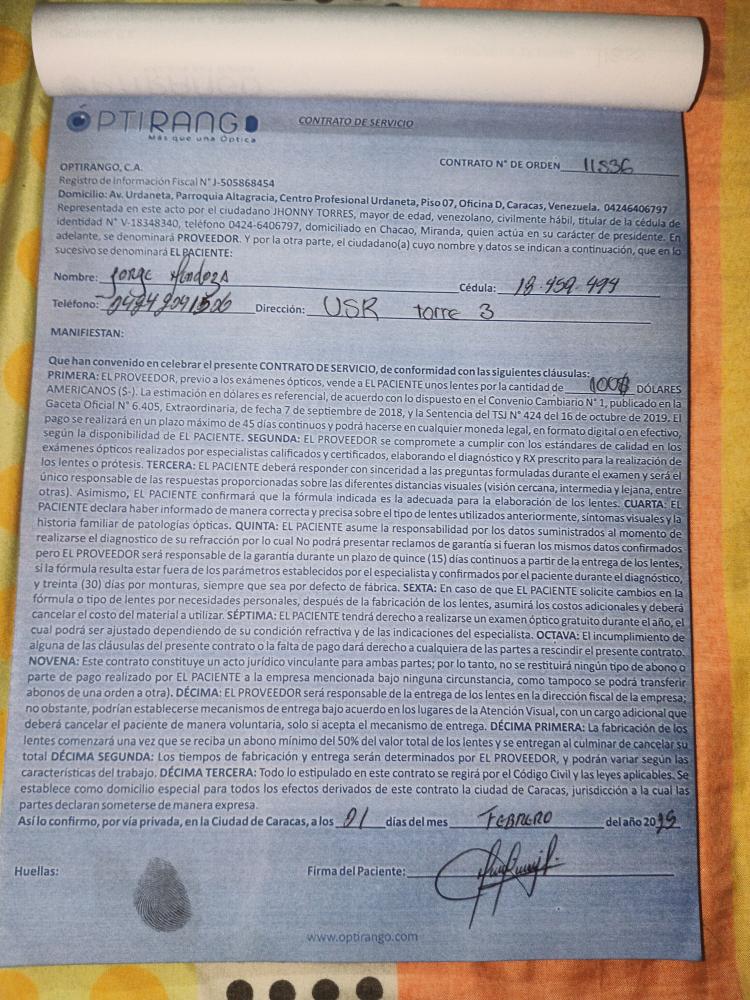 ÓPTIRANGO
Más que una Óptica
CONTRATO DE SERVICIO
CONTRATO N° DE ORDEN 11536
OPTIRANGO, C.A.
Registro de Información Fiscal N° J-505868454
Domicilio: Av. Urdaneta, Parroquia Altagracia, Centro Profesional Urdaneta, Piso 07, Oficina D, Caracas, Venezuela. 04246406797
Representada en este acto por el ciudadano JHONNY TORRES, mayor de edad, venezolano, civilmente hábil, titular de la cédula de
identidad N° V-18348340, teléfono 0424-6406797, domiciliado en Chacao, Miranda, quien actúa en su carácter de presidente. En
adelante, se denominará PROVEEDOR. Y por la otra parte, el ciudadano(a) cuyo nombre y datos se indican a continuación, que en lo
sucesivo se denominará EL PACIENTE:
Nombre: Jorge Mendoza
Cédula: 18.459.499
Teléfono: Dirección: USR torre 3
MANIFIESTAN:
Que han convenido en celebrar el presente CONTRATO DE SERVICIO, de conformidad con las siguientes cláusulas:
PRIMERA: EL PROVEEDOR, previo a los exámenes ópticos, vende a EL PACIENTE unos lentes por la cantidad de 100$ DÓLARES
AMERICANOS ($-). La estimación en dólares es referencial, de acuerdo con lo dispuesto en el Convenio Cambiario N° 1, publicado en la
Gaceta Oficial N° 6.405, Extraordinaria, de fecha 7 de septiembre de 2018, y la Sentencia del TSJ N° 424 del 16 de octubre de 2019. El
pago se realizará en un plazo máximo de 45 días continuos y podrá hacerse en cualquier moneda legal, en formato digital o en efectivo,
según la disponibilidad de EL PACIENTE. SEGUNDA: EL PROVEEDOR se compromete a cumplir con los estándares de calidad en los
exámenes ópticos realizados por especialistas calificados y certificados, elaborando el diagnóstico y RX prescrito para la realización de
los lentes o prótesis. TERCERA: EL PACIENTE deberá responder con sinceridad a las preguntas formuladas durante el examen y será el
único responsable de las respuestas proporcionadas sobre las diferentes distancias visuales (visión cercana, intermedia y lejana, entre
otras). Asimismo, EL PACIENTE confirmará que la fórmula indicada es la adecuada para la elaboración de los lentes. CUARTA: EL
PACIENTE declara haber informado de manera correcta y precisa sobre el tipo de lentes utilizados anteriormente, síntomas visuales y la
historia familiar de patologías ópticas. QUINTA: EL PACIENTE asume la responsabilidad por los datos suministrados al momento de
realizarse el diagnostico de su refracción por lo cual No podrá presentar reclamos de garantía si fueran los mismos datos confirmados
pero EL PROVEEDOR será responsable de la garantía durante un plazo de quince (15) días continuos a partir de la entrega de los lentes,
si la fórmula resulta estar fuera de los parámetros establecidos por el especialista y confirmados por el paciente durante el diagnóstico,
y treinta (30) días por monturas, siempre que sea por defecto de fábrica. SEXTA: En caso de que EL PACIENTE solicite cambios en la
fórmula o tipo de lentes por necesidades personales, después de la fabricación de los lentes, asumirá los costos adicionales y deberá
cancelar el costo del material a utilizar. SÉPTIMA: EL PACIENTE tendrá derecho a realizarse un examen óptico gratuito durante el año, el
cual podrá ser ajustado dependiendo de su condición refractiva y de las indicaciones del especialista. OCTAVA: El incumplimiento de
alguna de las cláusulas del presente contrato o la falta de pago dará derecho a cualquiera de las partes a rescindir el presente contrato.
NOVENA: Este contrato constituye un acto jurídico vinculante para ambas partes; por lo tanto, no se restituirá ningún tipo de abono o
parte de pago realizado por EL PACIENTE a la empresa mencionada bajo ninguna circunstancia, como tampoco se podrá transferir
abonos de una orden a otra). DÉCIMA: EL PROVEEDOR será responsable de la entrega de los lentes en la dirección fiscal de la empresa;
no obstante, podrían establecerse mecanismos de entrega bajo acuerdo en los lugares de la Atención Visual, con un cargo adicional que
deberá cancelar el paciente de manera voluntaria, solo si acepta el mecanismo de entrega. DÉCIMA PRIMERA: La fabricación de los
lentes comenzará una vez que se reciba un abono mínimo del 50% del valor total de los lentes y se entregan al culminar de cancelar su
total DÉCIMA SEGUNDA: Los tiempos de fabricación y entrega serán determinados por EL PROVEEDOR, y podrán variar según las
características del trabajo. DÉCIMA TERCERA: Todo lo estipulado en este contrato se regirá por el Código Civil y las leyes aplicables. Se
establece como domicilio especial para todos los efectos derivados de este contrato la ciudad de Caracas, jurisdicción a la cual las
partes declaran someterse de manera expresa.
Así lo confirmo, por vía privada, en la Ciudad de Caracas, a los 01 días del mes FEBRERO del año 20
Huellas:
Firma del Paciente:
www.optirango.com